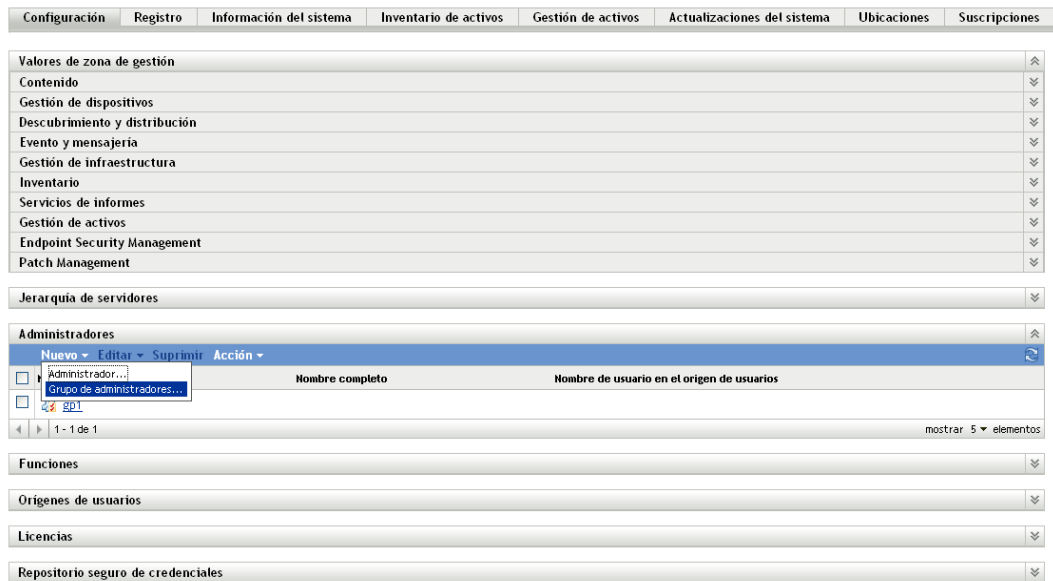 Configuración Registro Información del sistema Inventario de activos Gestión de activos Actualizaciones del sistema Ubicaciones Suscripciones
Valores de zona de gestión
Contenido
Gestión de dispositivos
Descubrimiento y distribución
Evento y mensajería
Gestión de infraestructura
Inventario
Servicios de informes
Gestión de activos
Endpoint Security Management
Patch Management
Jerarquía de servidores
Administradores
Nuevo Editar Suprimir Acción
Administrador...
Nombre completo Nombre de usuario en el origen de usuarios
Grupo de administradores...
gp1
1 - 1 de 1 mostrar 5 elementos
Funciones
Orígenes de usuarios
Licencias
Repositorio seguro de credenciales